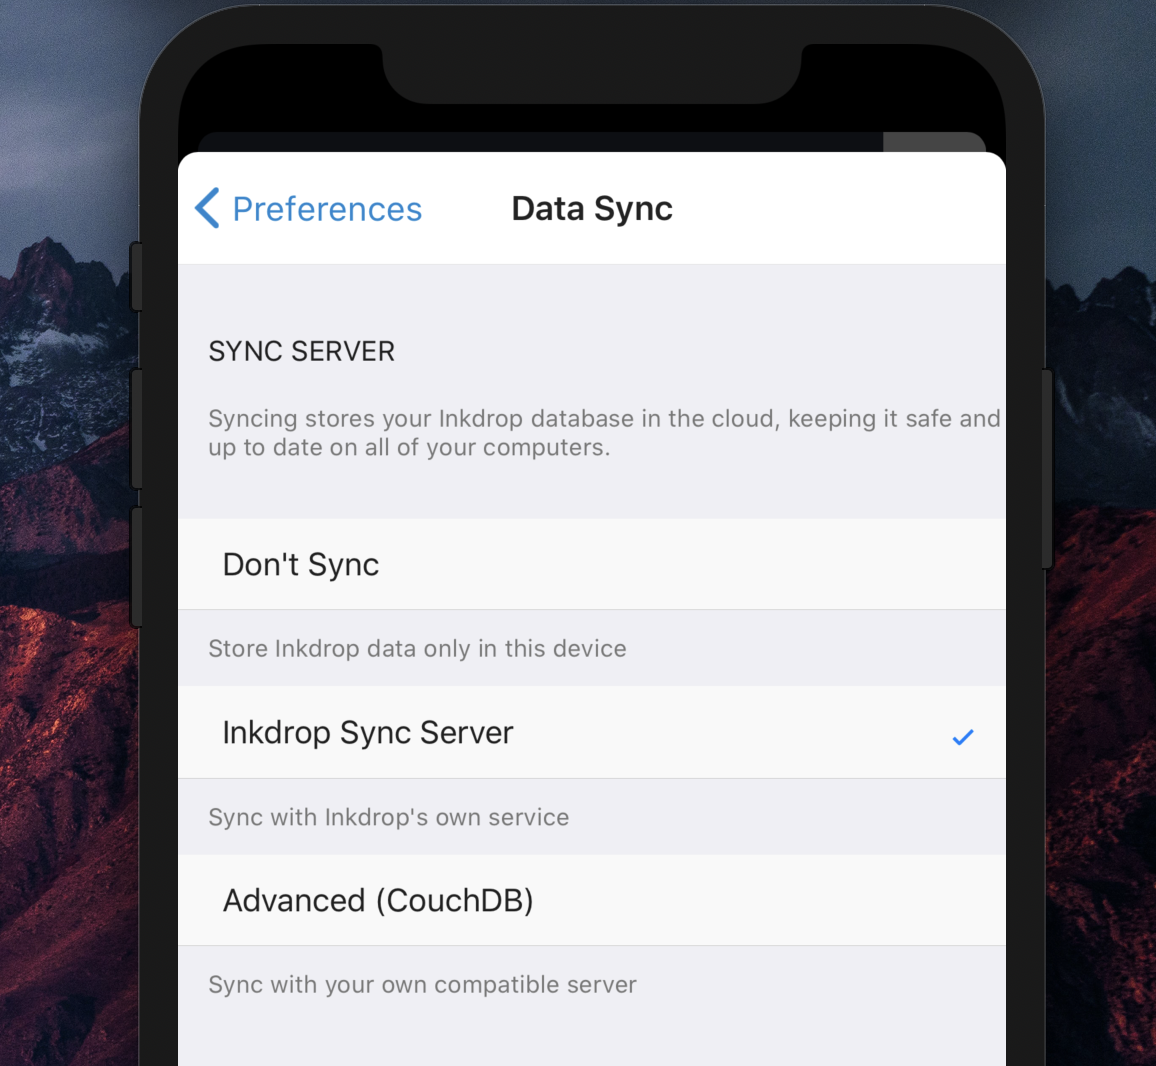 Preferences
Data Sync
SYNC SERVER
Syncing stores your Inkdrop database in the cloud, keeping it safe and
up to date on all of your computers.
Don't Sync
Store Inkdrop data only in this device
Inkdrop Sync Server
Sync with Inkdrop's own service
Advanced (CouchDB)
Sync with your own compatible server